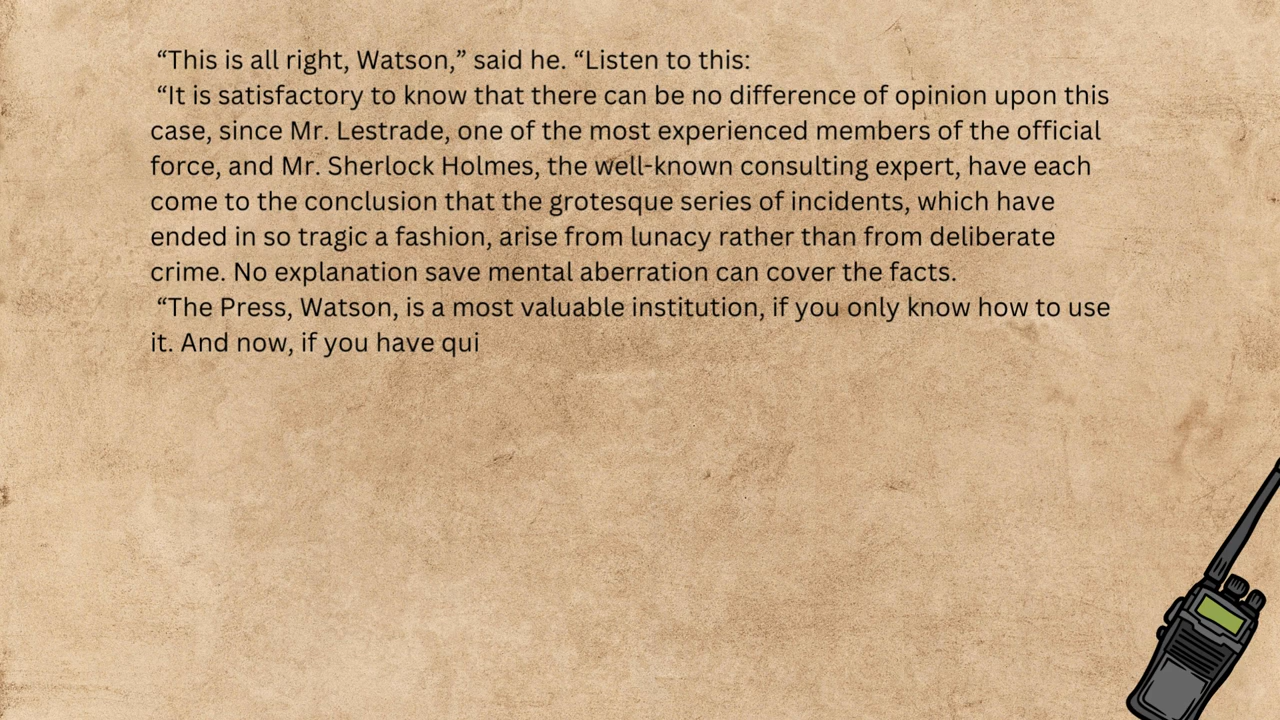 “This is all right, Watson,” said he. “Listen to this:
“It is satisfactory to know that there can be no difference of opinion upon this
case, since Mr. Lestrade, one of the most experienced members of the official
force, and Mr. Sherlock Holmes, the well-known consulting expert, have each
come to the conclusion that the grotesque series of incidents, which have
ended in so tragic a fashion, arise from lunacy rather than from deliberate
crime. No explanation save mental aberration can cover the facts.
“The Press, Watson, is a most valuable institution, if you only know how to use
it. And now, if you have qui